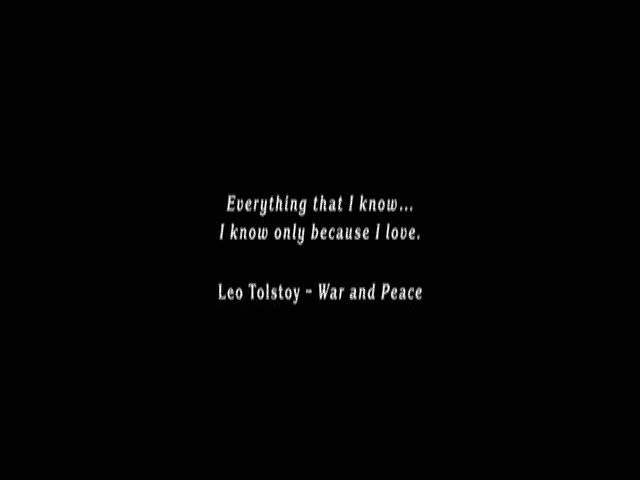 Everything that I know...
I know only because I love.
Leo Tolstoy - War and Peace